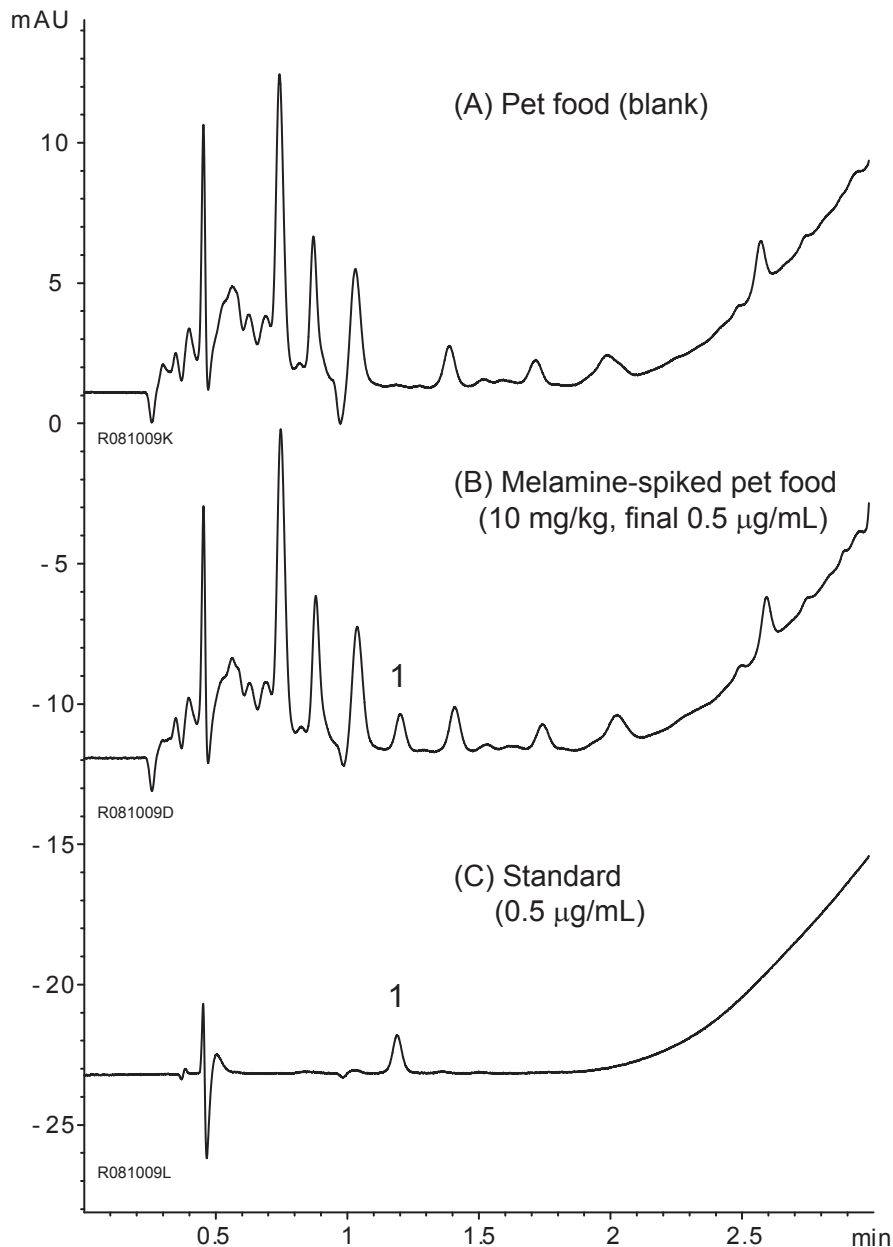 mAU
(A) Pet food (blank)
10
5
0
R081009K
(B) Melamine-spiked pet food
(10 mg/kg, final 0.5 μg/mL)
-5
1
-10
R081009D
-15
(C) Standard
(0.5 μg/mL)
-20
1
-25
R081009L
0.5 1 1.5 2 2.5 min